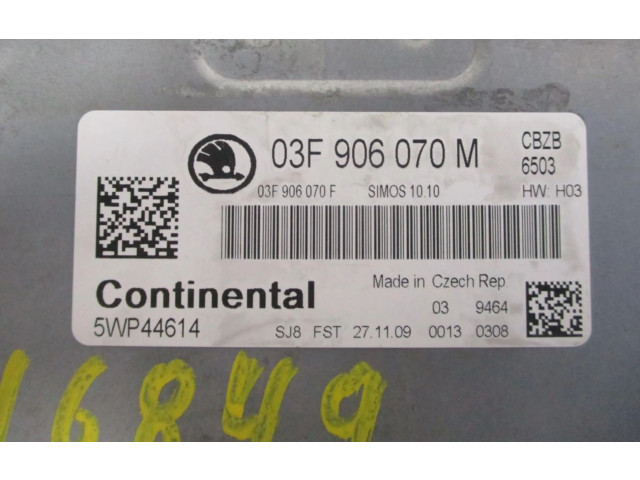 03F 906 070 M
CBZB
6503
03F 906 070 F SIMOS 10.10 HW: H03
Made in Czech Rep
Continental
03 9464
5WP44614
SJ8 FST 27.11.09 0013 0308
16849